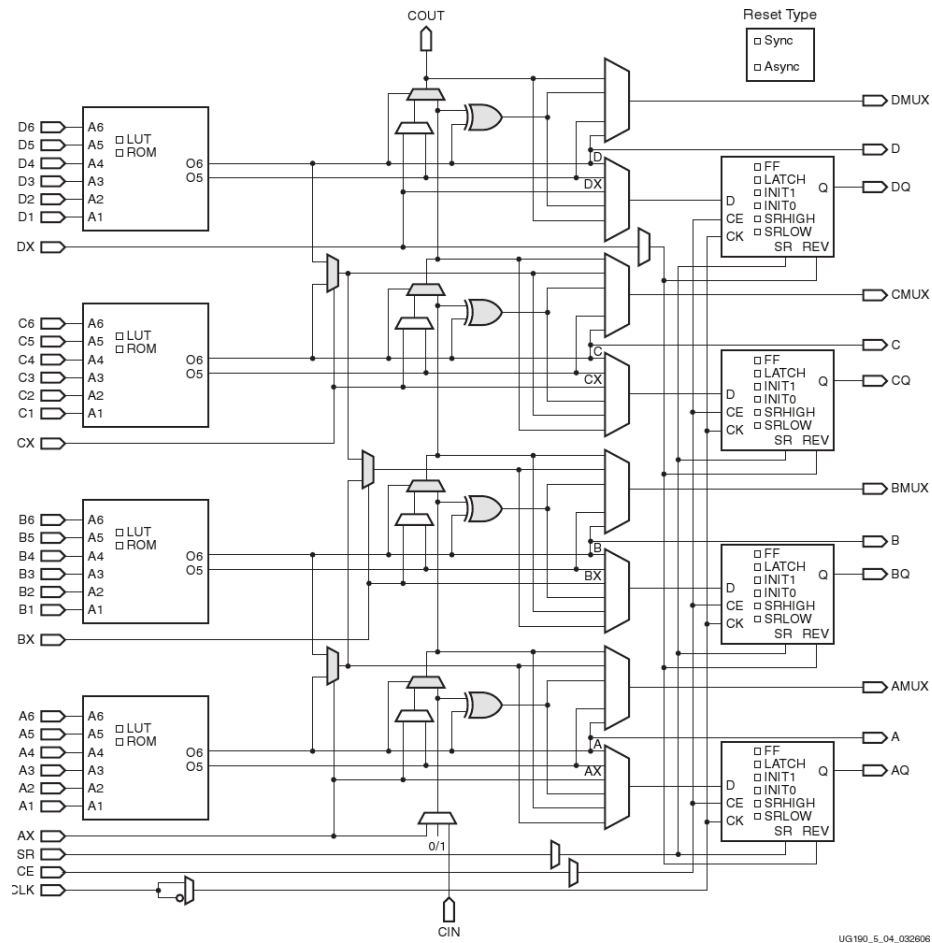 COUT
Reset Type
Sync
Async
DMUX
D6 A6 LUT
D5 A5 ROM
D4 A4 O6 D D
D3 A3 O5
D2 A2 DX
D1 A1
FF
LATCH
INIT1 Q DQ
INIT0
D SRHIGH
CE SRLOW
CK SR REV
DX
CMUX
C6 A6 LUT
C5 A5 ROM
C4 A4 O6 C C
C3 A3 O5
C2 A2 CX
C1 A1
FF
LATCH
INIT1 Q CQ
INIT0
D SRHIGH
CE SRLOW
CK SR REV
CX
BMUX
B6 A6 LUT
B5 A5 ROM
B4 A4 O6 B B
B3 A3 O5
B2 A2 BX
B1 A1
FF
LATCH
INIT1 Q BQ
INIT0
D SRHIGH
CE SRLOW
CK SR REV
BX
AMUX
A6 A6 LUT
A5 A5 ROM
A4 A4 O6 A A
A3 A3 O5
A2 A2 AX
A1 A1
FF
LATCH
INIT1 Q AQ
INIT0
D SRHIGH
CE SRLOW
CK SR REV
AX
0/1
SR
CE
CLK
CIN
UG190_5_04_032606